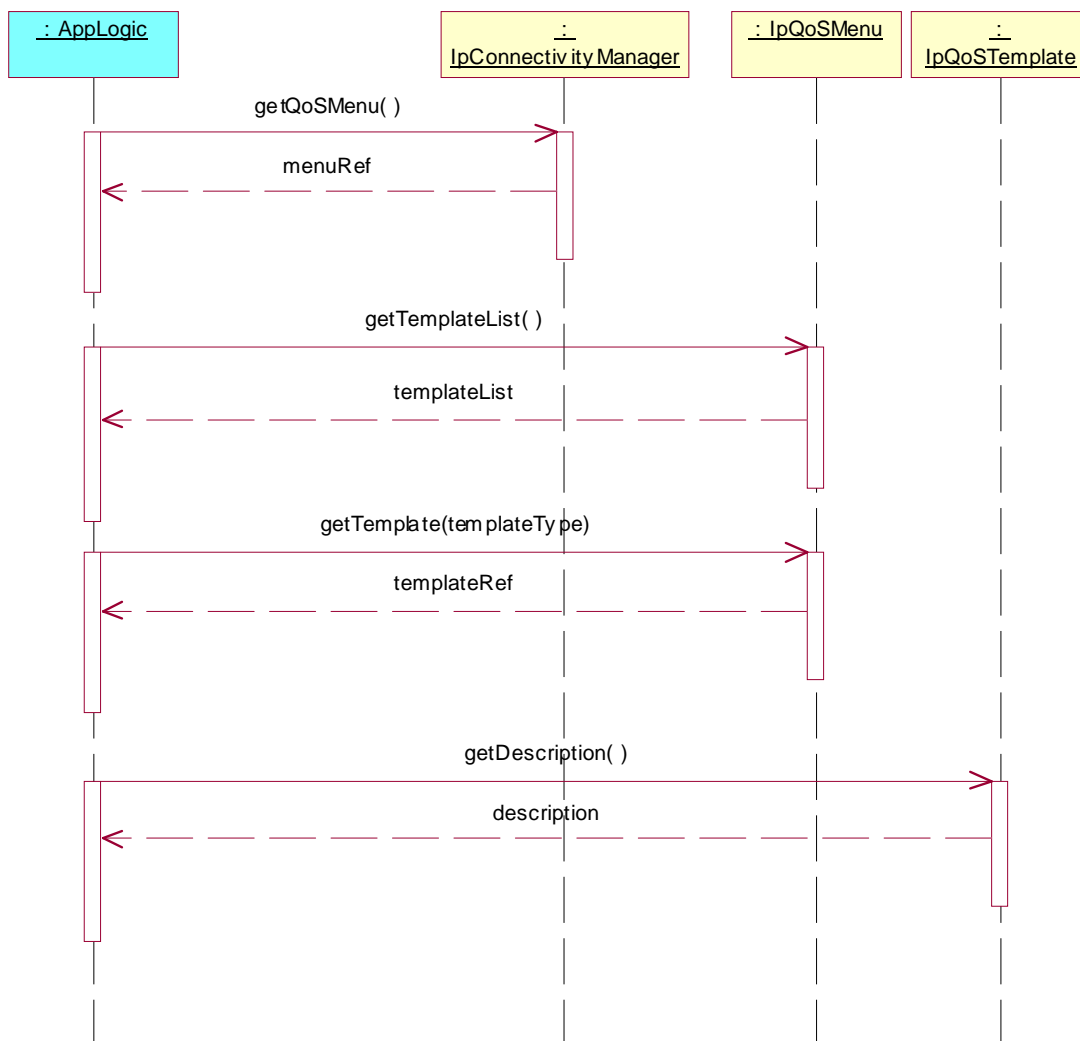 : AppLogic
:
IpConnectivityManager
: IpQoSMenu
:
IpQoSTemplate
getQoSMenu( )
menuRef
getTemplateList( )
templateList
getTemplate(templateType)
templateRef
getDescription( )
description